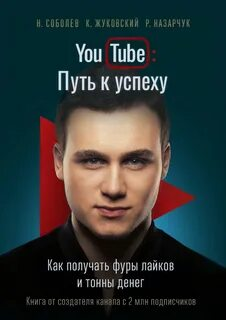 Н. СОБОЛЕВ К. ЖУКОВСКИЙ Р. НАЗАРЧУК
You Tube:
Путь к успеху
Как получать фуры лайков
и тонны денег
Книга от создателя канала с 2 млн подписчиков